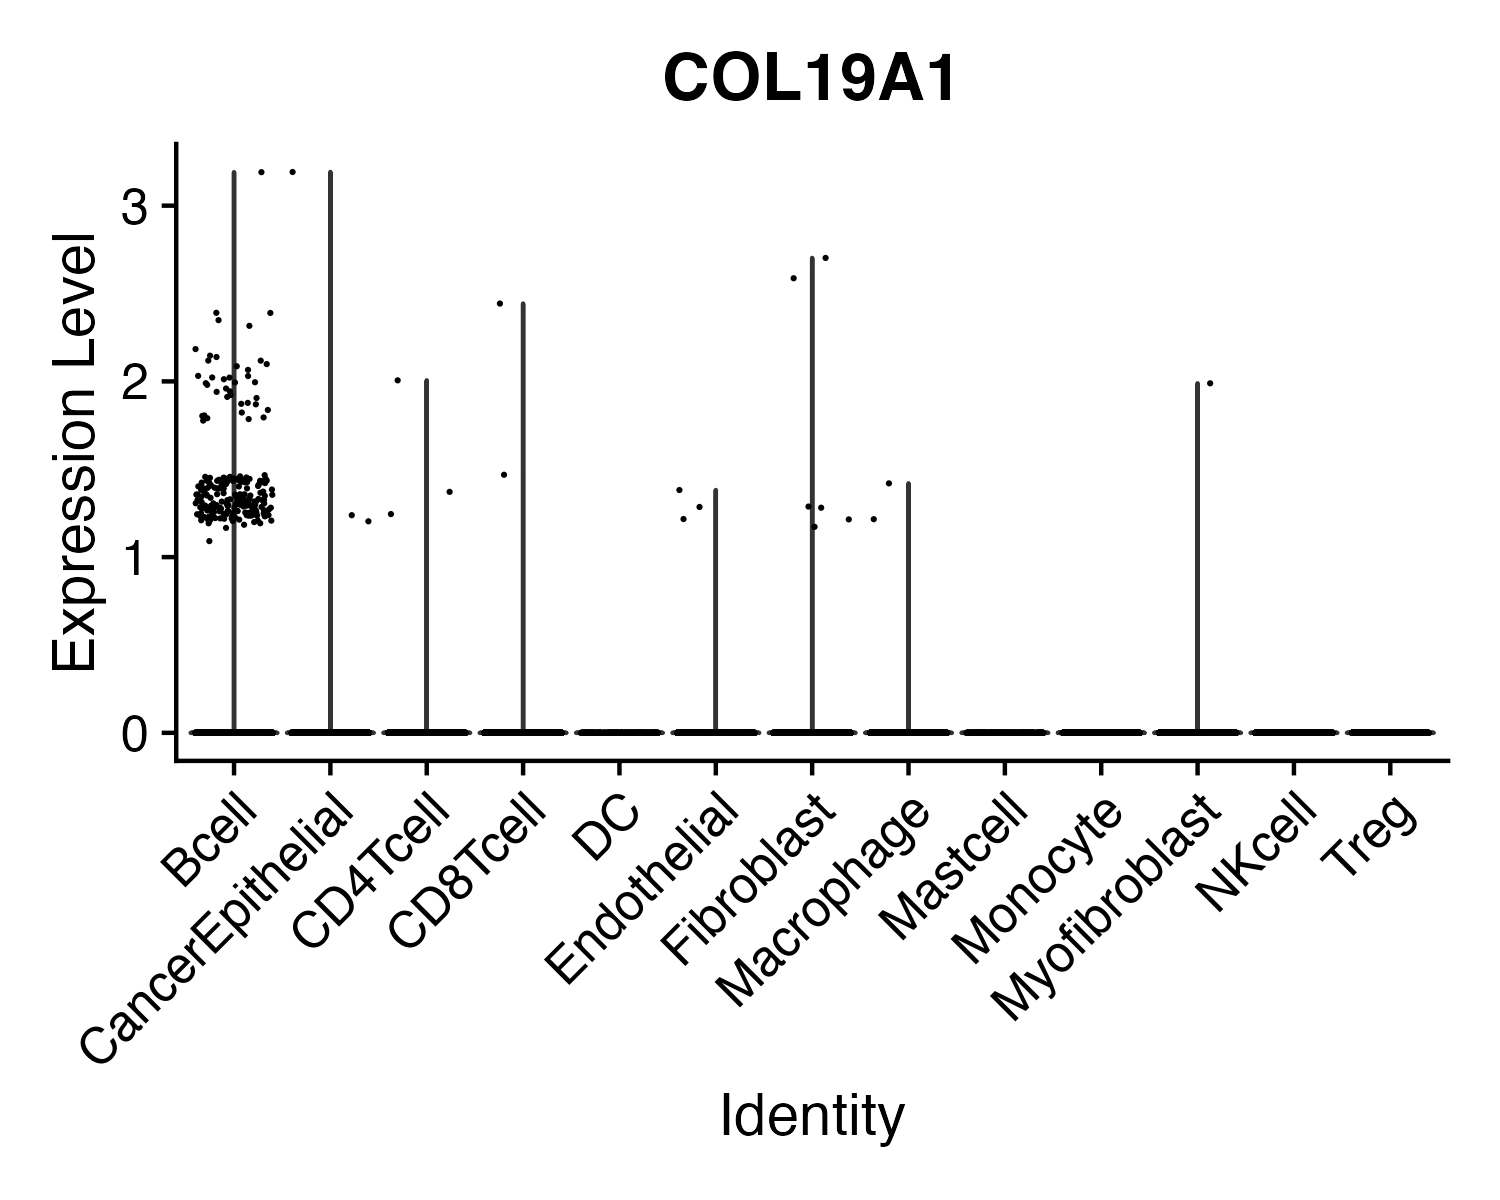 COL19A1
Expression Level
3
2
1
0
Bcell
CancerEpithelial
CD4Tcell
CD8Tcell
DC
Endothelial
Fibroblast
Macrophage
Mastcell
Monocyte
Myofibroblast
NKcell
Treg
Identity